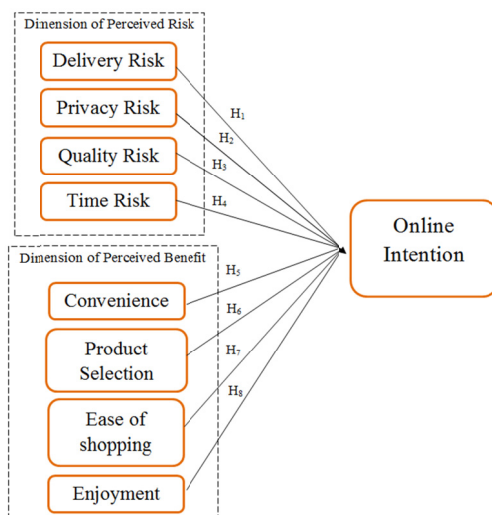 Dimension of Perceived Risk
Delivery Risk
Privacy Risk
Quality Risk
Time Risk
H1
H2
H3
H4
Online
Intention
Dimension of Perceived Benefit
Convenience
Product
Selection
Ease of
shopping
Enjoyment
H5
H6
H7
H8